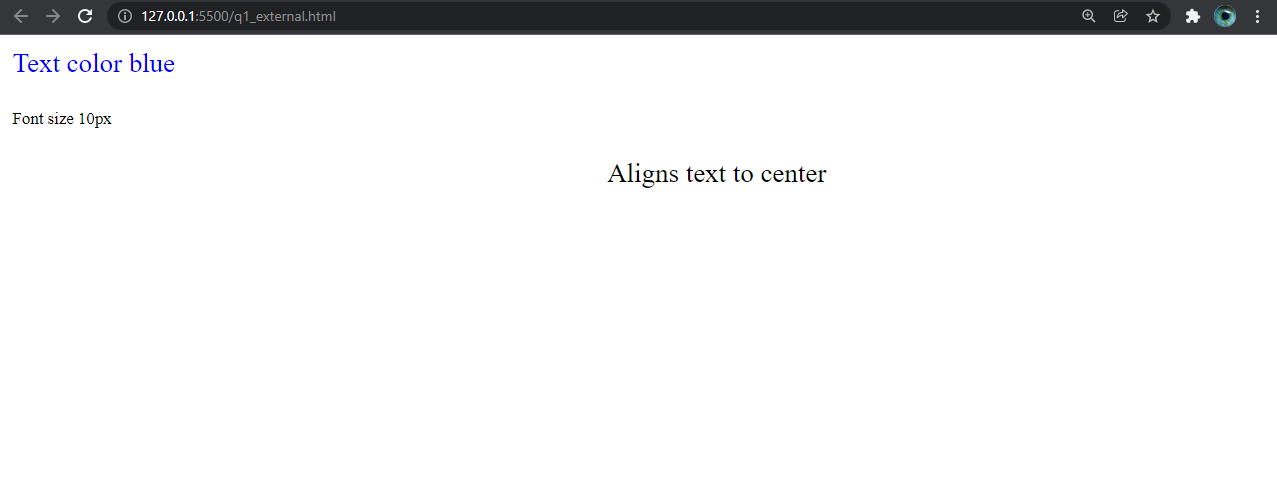 127.0.0.1:5500/q1_external.html
Text color blue
Font size 10px
Aligns text to center